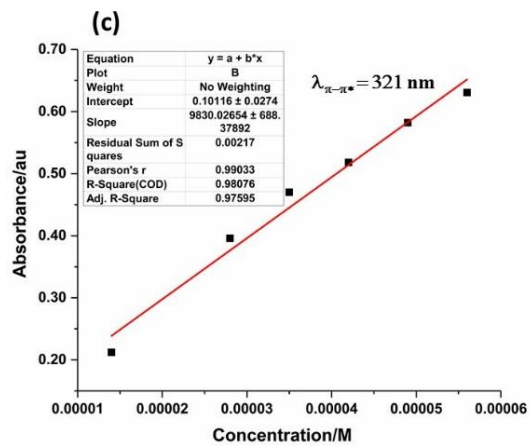 (c)
0.70
0.60
0.50
0.40
0.30
0.20
Absorbance/au
Equation y = a + b*x
Plot B
Weight No Weighting
Intercept 0.10116 ± 0.0274
Slope 9830.02654 ± 688.
37892
Residual Sum of S
quares 0.00217
Pearson's r 0.99033
R-Square(COD) 0.98076
Adj. R-Square 0.97595
λπ−π* = 321 nm
0.00001 0.00002 0.00003 0.00004 0.00005 0.00006
Concentration/M